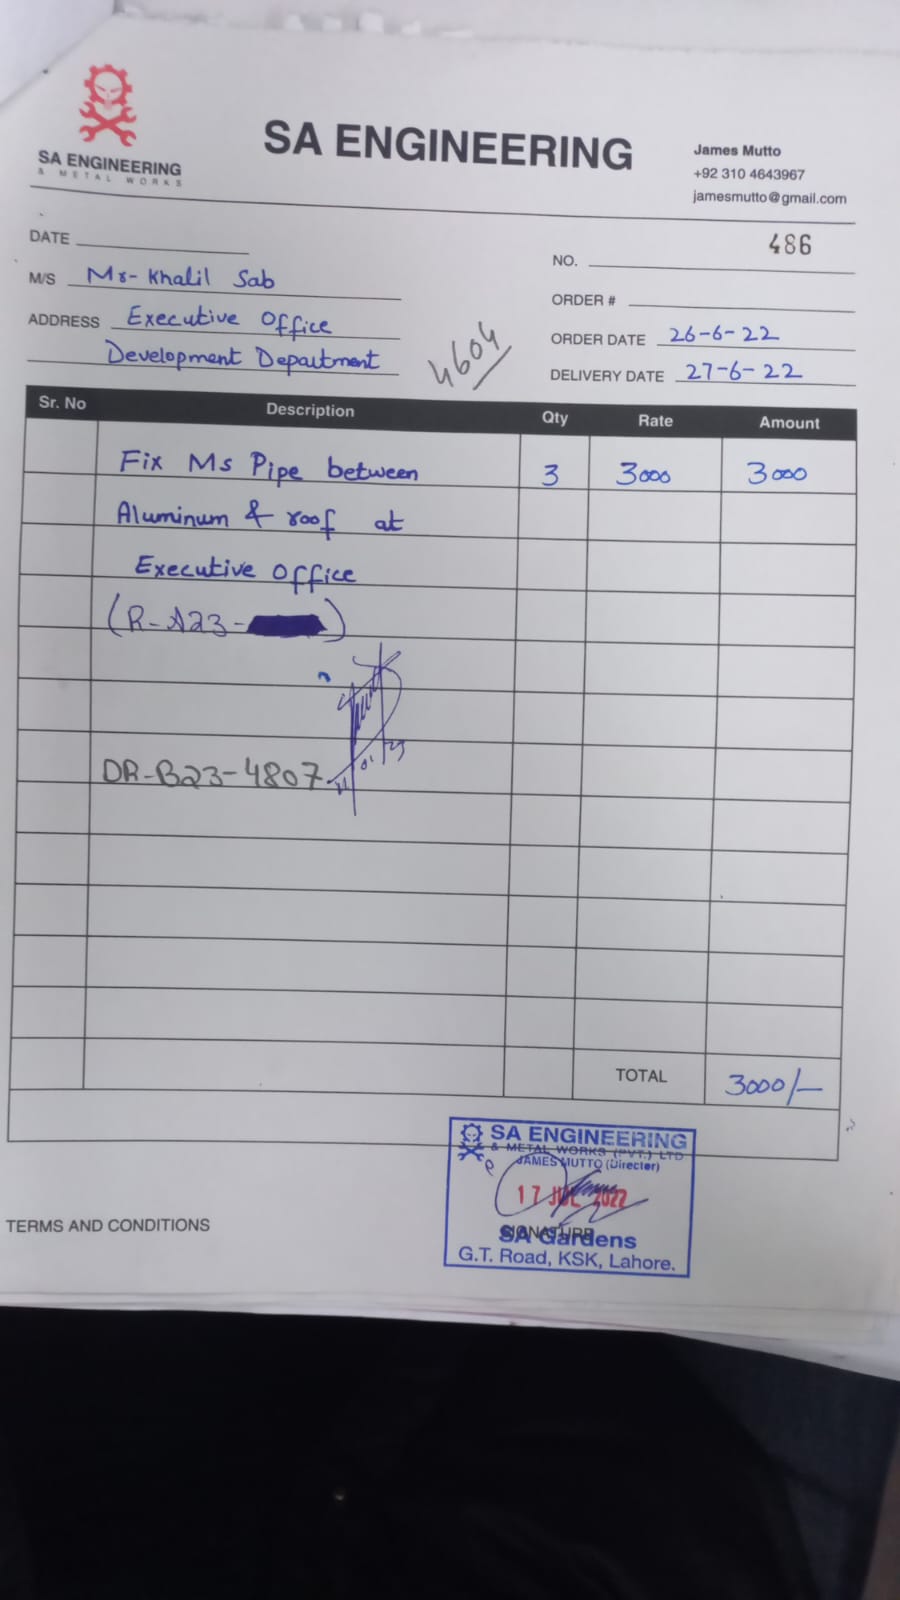 SA ENGINEERING
& METAL WORKS
SA ENGINEERING
James Mutto
+92 310 4643967
jamesmutto@gmail.com
DATE
NO. 486
M/S Mr- Khalil Sab
ORDER #
ADDRESS Executive Office
Development Department
4604
ORDER DATE 26-6-22
DELIVERY DATE 27-6-22
Sr. No Description Qty Rate Amount
Fix Ms Pipe between 3 3000 3000
Aluminum & roof at
Executive office
(R-A23- )
DR-B23-4807
TOTAL 3000/-
SA ENGINEERING
& METAL WORKS (PVT.) LTD
JAMES MUTTO (Director)
17 JUL 2022
SIGNATURE
SA Gardens
G.T. Road, KSK, Lahore.
TERMS AND CONDITIONS